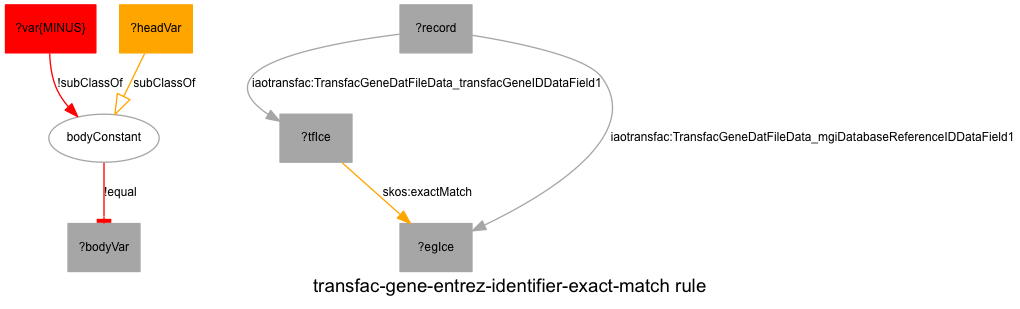 ?var{MINUS}
?headVar
?record
!subClassOf
subClassOf
iaotransfac:TransfacGeneDatFileData_transfacGeneIDDataField1
bodyConstant
?tfIce
iaotransfac:TransfacGeneDatFileData_mgiDatabaseReferenceIDDataField1
!equal
skos:exactMatch
?bodyVar
?egIce
transfac-gene-entrez-identifier-exact-match rule